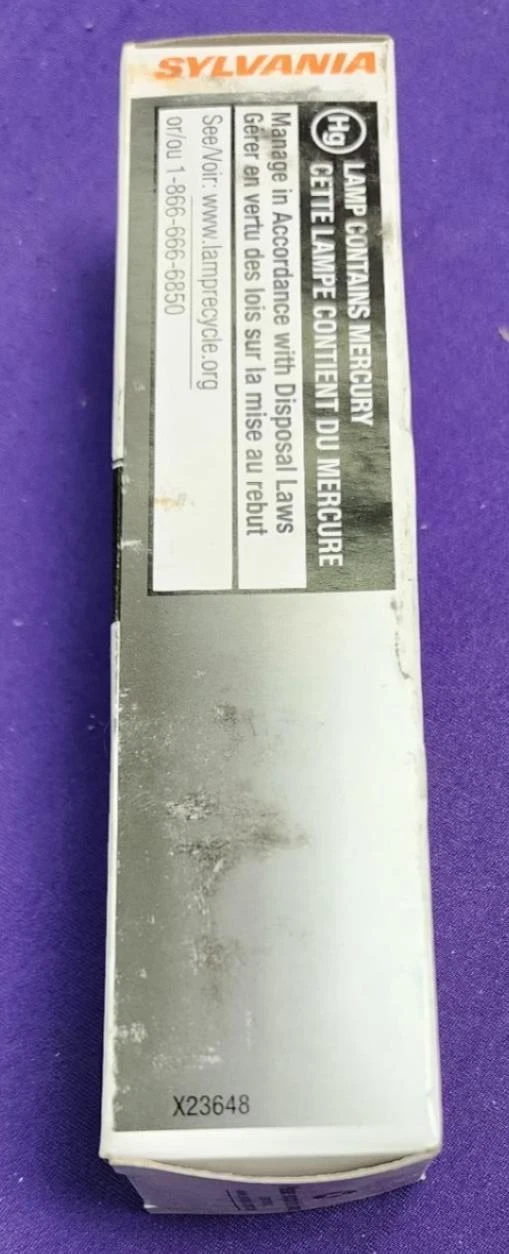 SYLVANIA
Hg
LAMP CONTAINS MERCURY
CETTE LAMPE CONTIENT DU MERCURE
Manage in Accordance with Disposal Laws
Gérer en vertu des lois sur la mise au rebut
See/Voir: www.lamprecycle.org
or/ou 1-866-666-6850
X23648